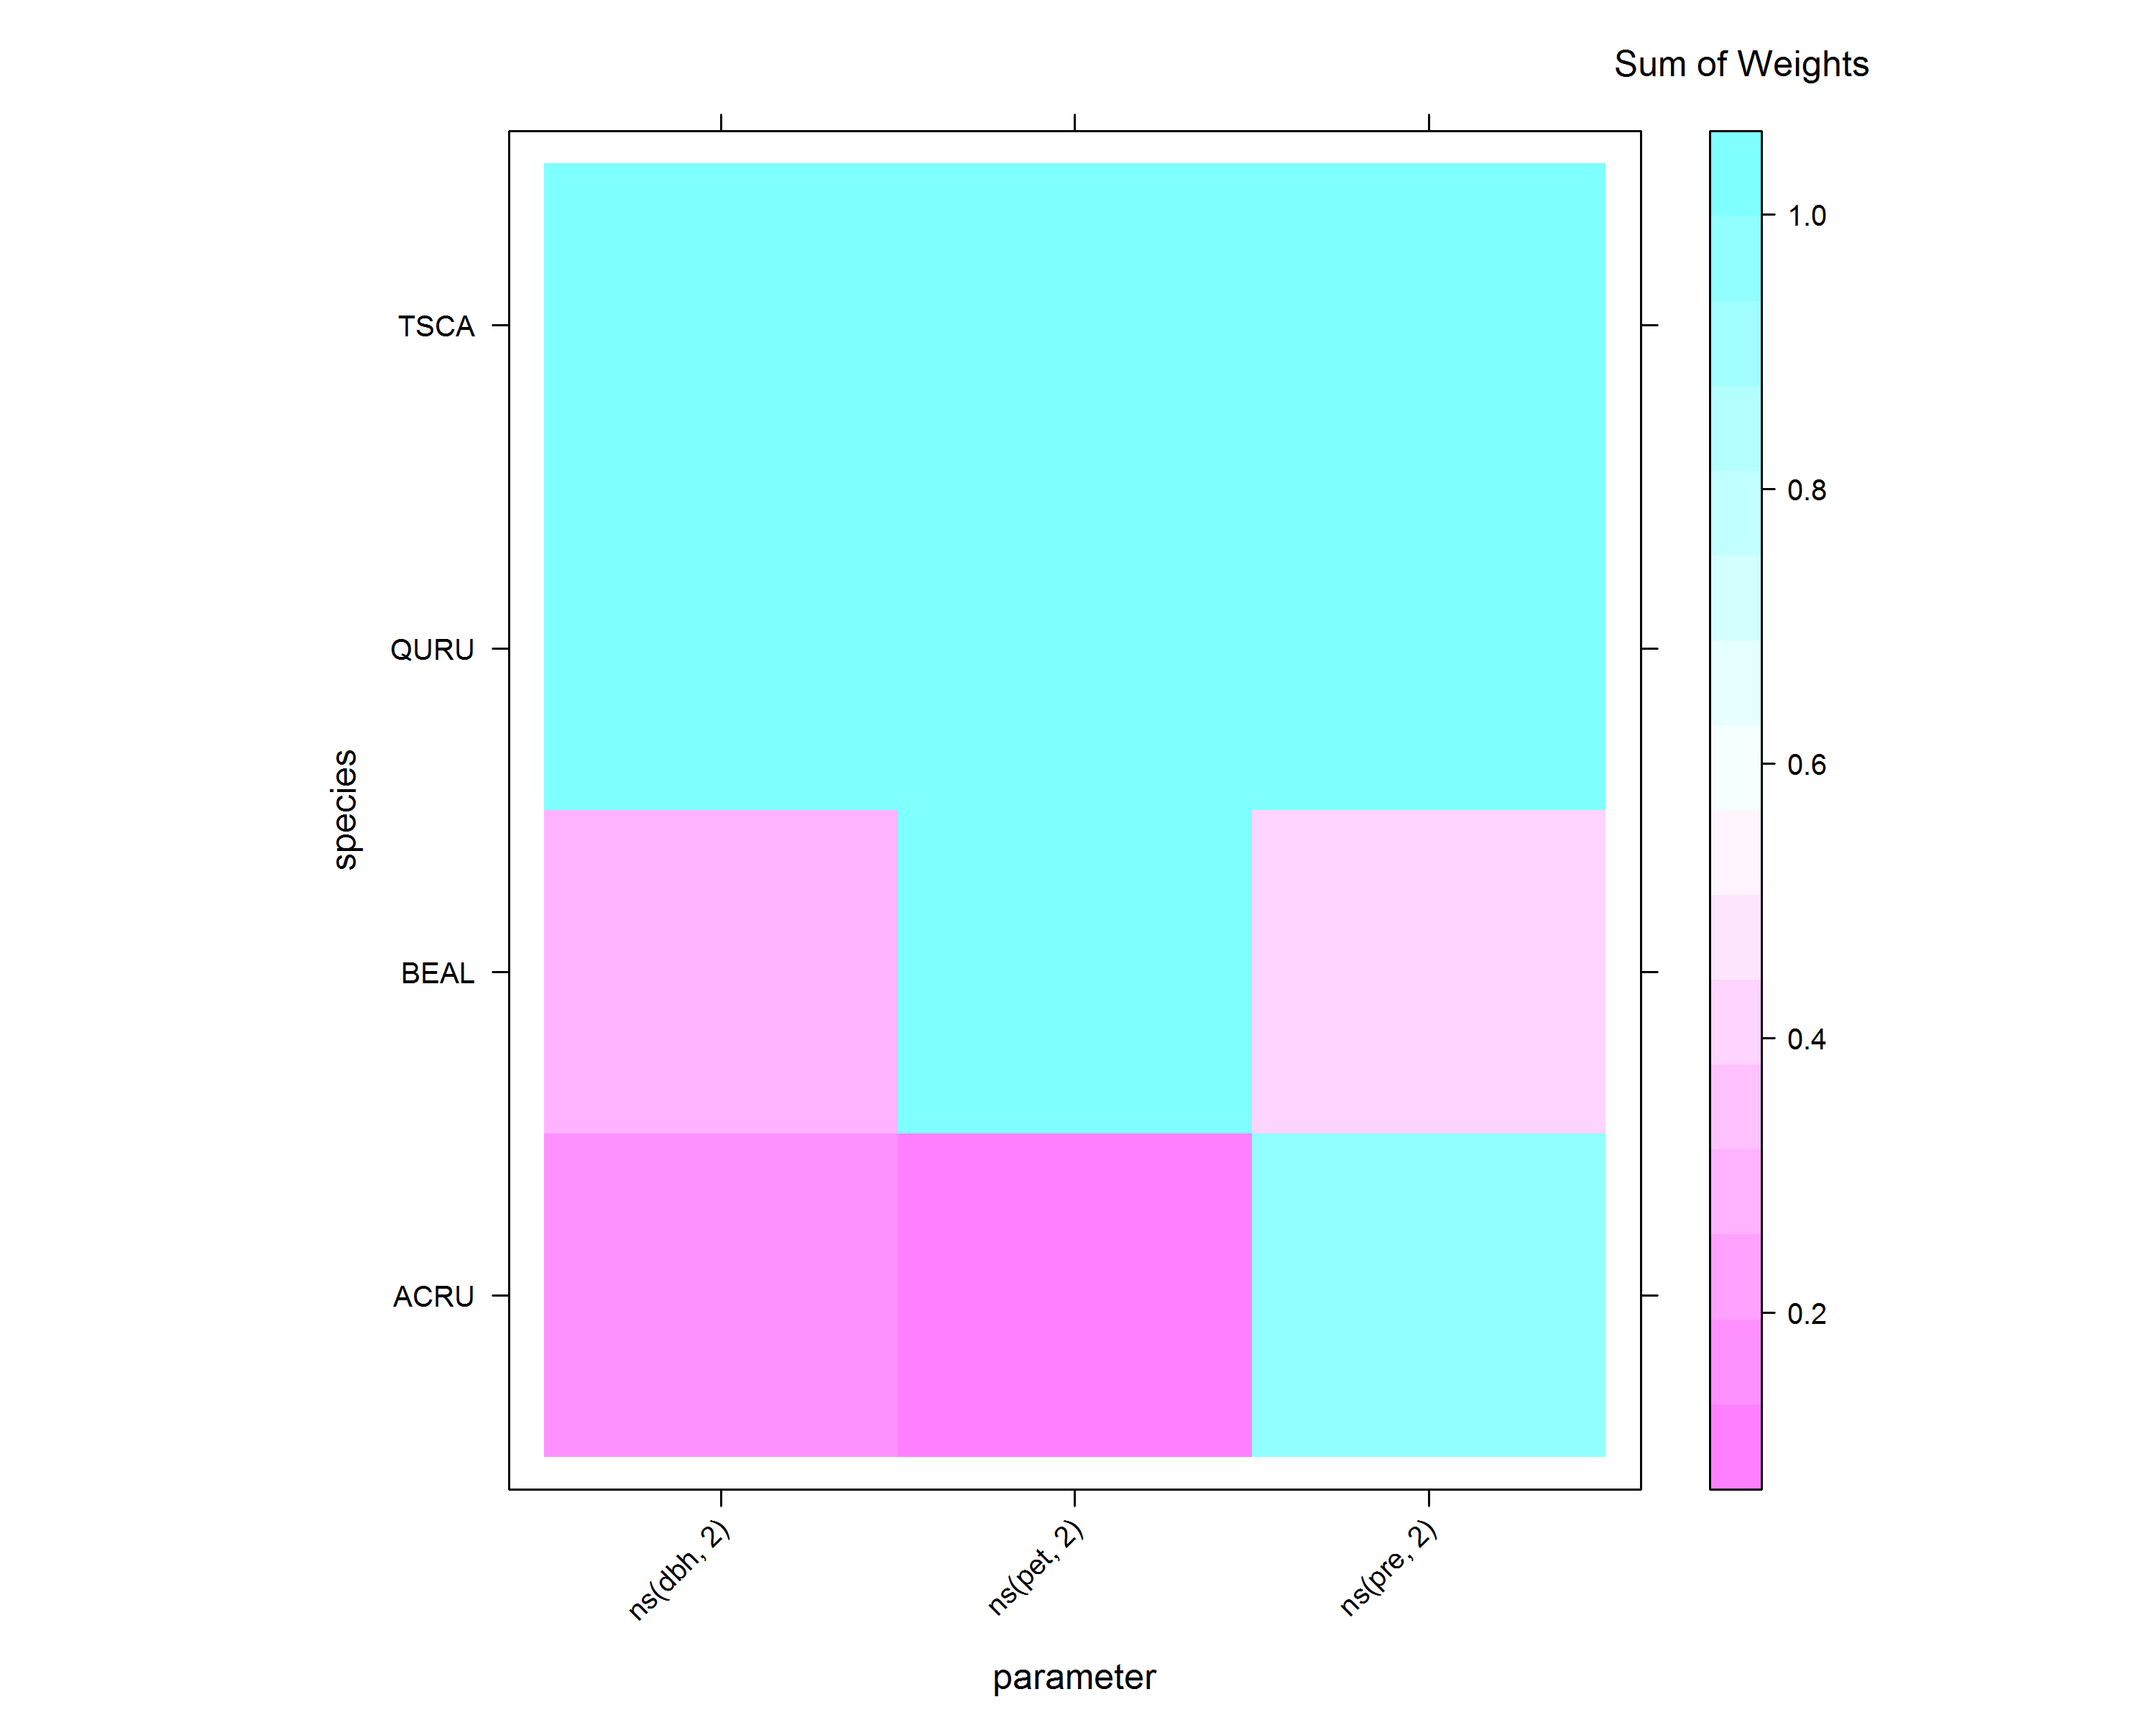 Sum of Weights
1.0
0.8
0.6
0.4
0.2
species
TSCA
QURU
BEAL
ACRU
ns(dbh, 2)
ns(pet, 2)
ns(pre, 2)
parameter